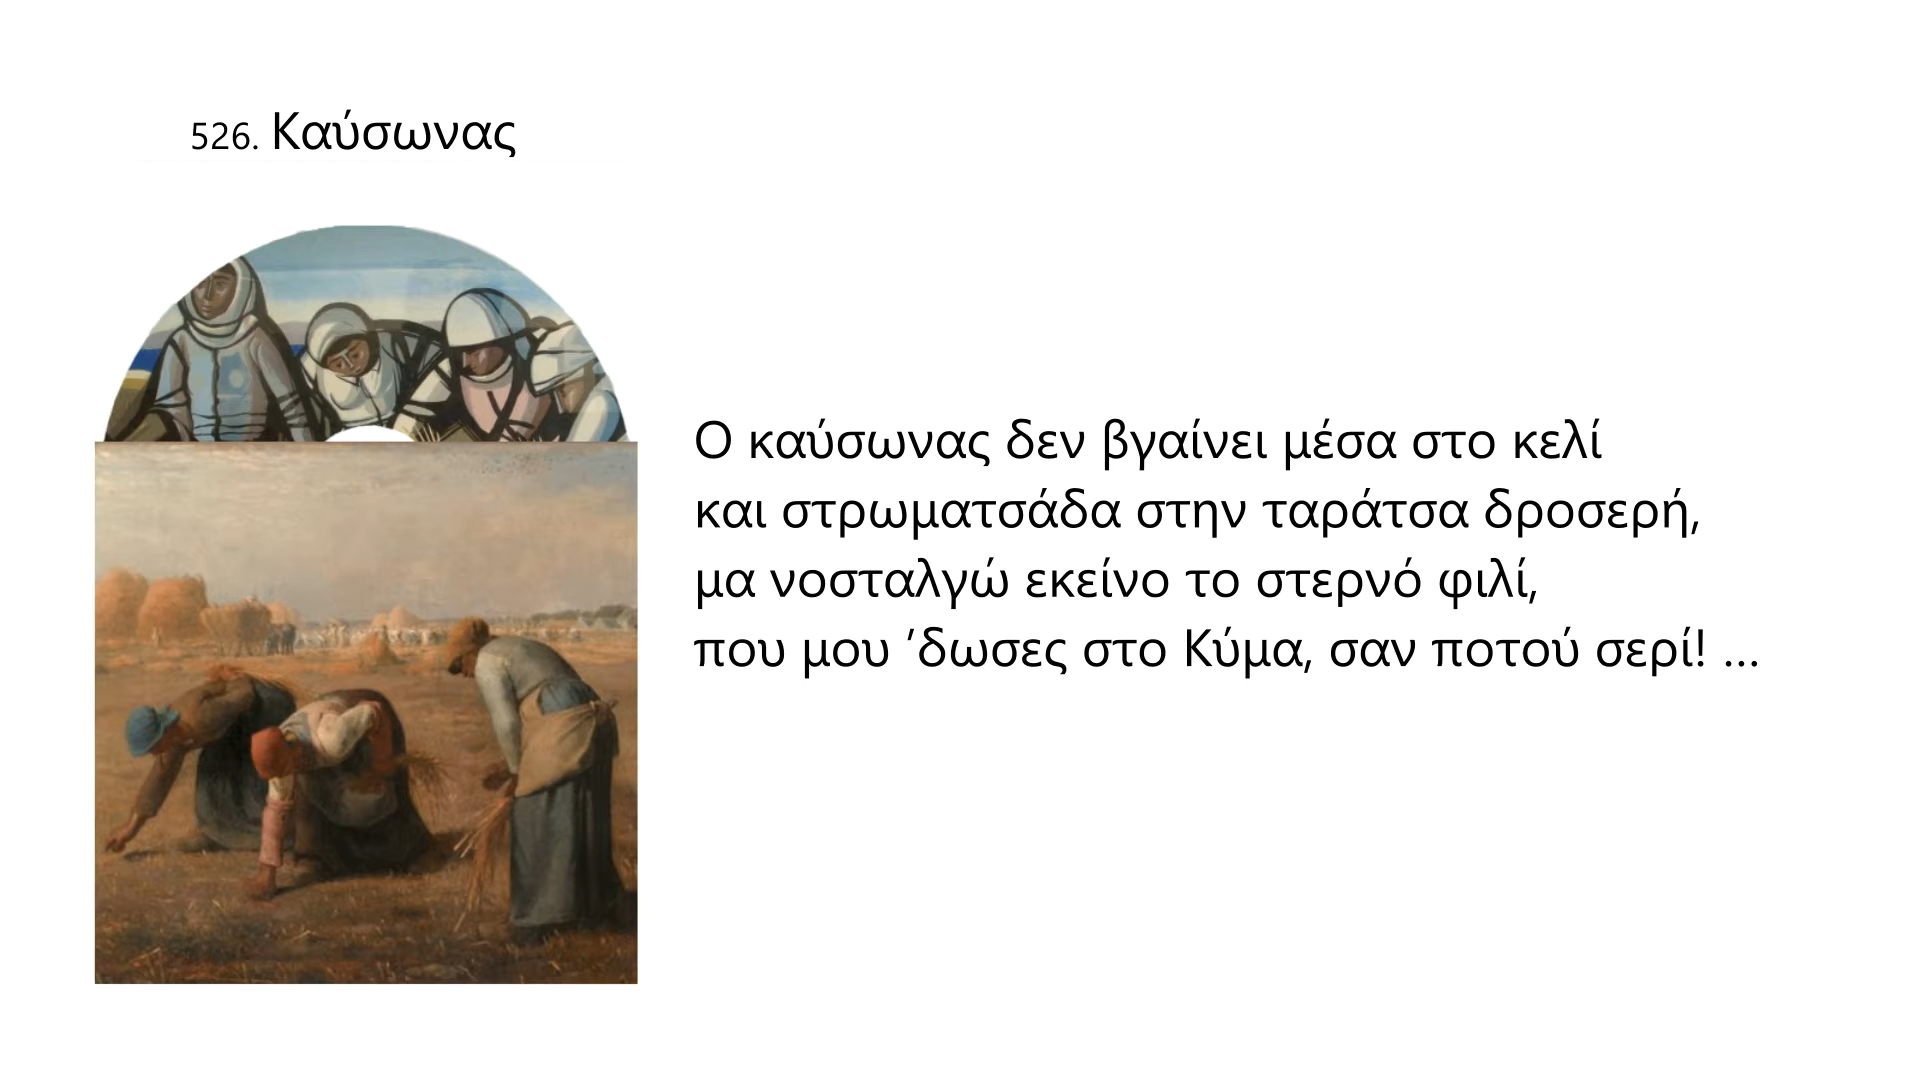 526. Καύσωνας
Ο καύσωνας δεν βγαίνει μέσα στο κελί
και στρωματσάδα στην ταράτσα δροσερή,
μα νοσταλγώ εκείνο το στερνό φιλί,
που μου ‘δωσες στο Κύμα, σαν ποτού σερί! ...